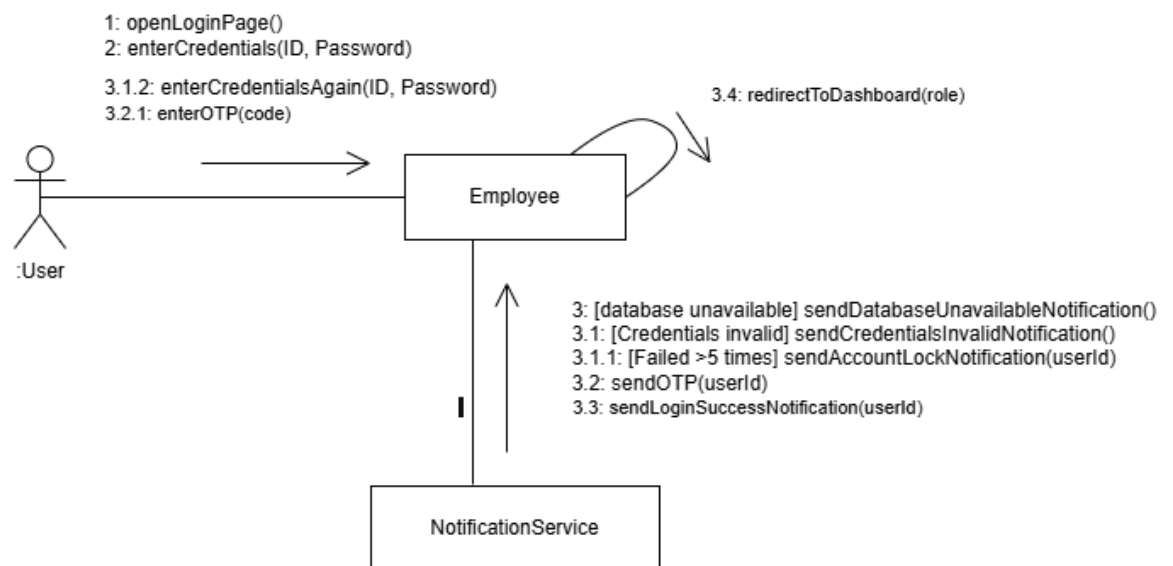 1: openLoginPage()
2: enterCredentials(ID, Password)
3.1.2: enterCredentialsAgain(ID, Password)
3.2.1: enterOTP(code)
3.4: redirectToDashboard(role)
Employee
:User
3: [database unavailable] sendDatabaseUnavailableNotification()
3.1: [Credentials invalid] sendCredentialsInvalidNotification()
3.1.1: [Failed >5 times] sendAccountLockNotification(userId)
3.2: sendOTP(userId)
3.3: sendLoginSuccessNotification(userId)
NotificationService